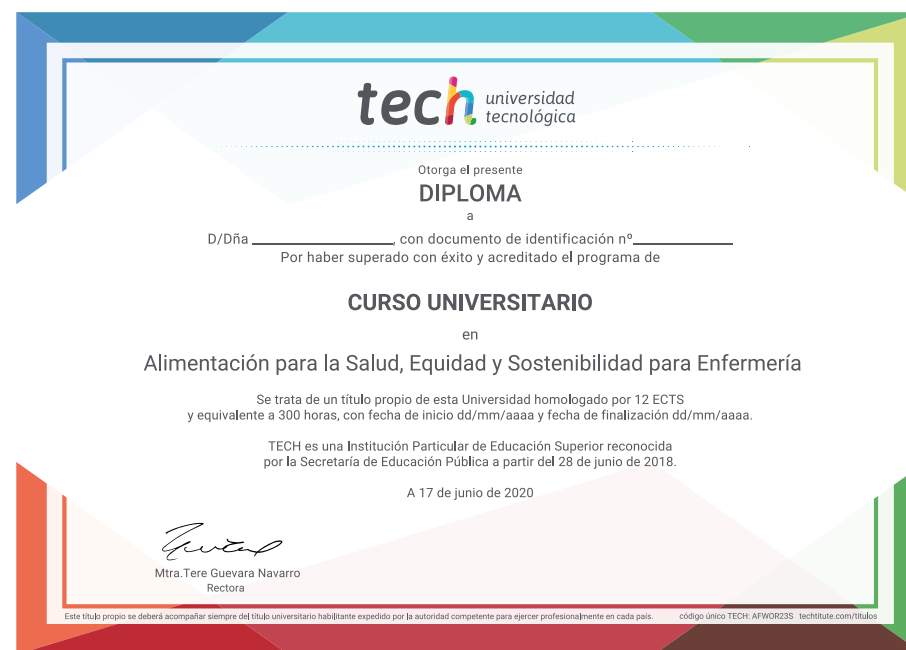 tech universidad
tecnológica
Otorga el presente
DIPLOMA
a
D/Dña ________________, con documento de identificación nº____________
Por haber superado con éxito y acreditado el programa de
CURSO UNIVERSITARIO
en
Alimentación para la Salud, Equidad y Sostenibilidad para Enfermería
Se trata de un título propio de esta Universidad homologado por 12 ECTS
y equivalente a 300 horas, con fecha de inicio dd/mm/aaaa y fecha de finalización dd/mm/aaaa.
TECH es una Institución Particular de Educación Superior reconocida
por la Secretaría de Educación Pública a partir del 28 de junio de 2018.
A 17 de junio de 2020
Mtra.Tere Guevara Navarro
Rectora
Este título propio se deberá acompañar siempre del título universitario habilitante expedido por la autoridad competente para ejercer profesionalmente en cada país. código único TECH: AFWOR23S techtitute.com/títulos